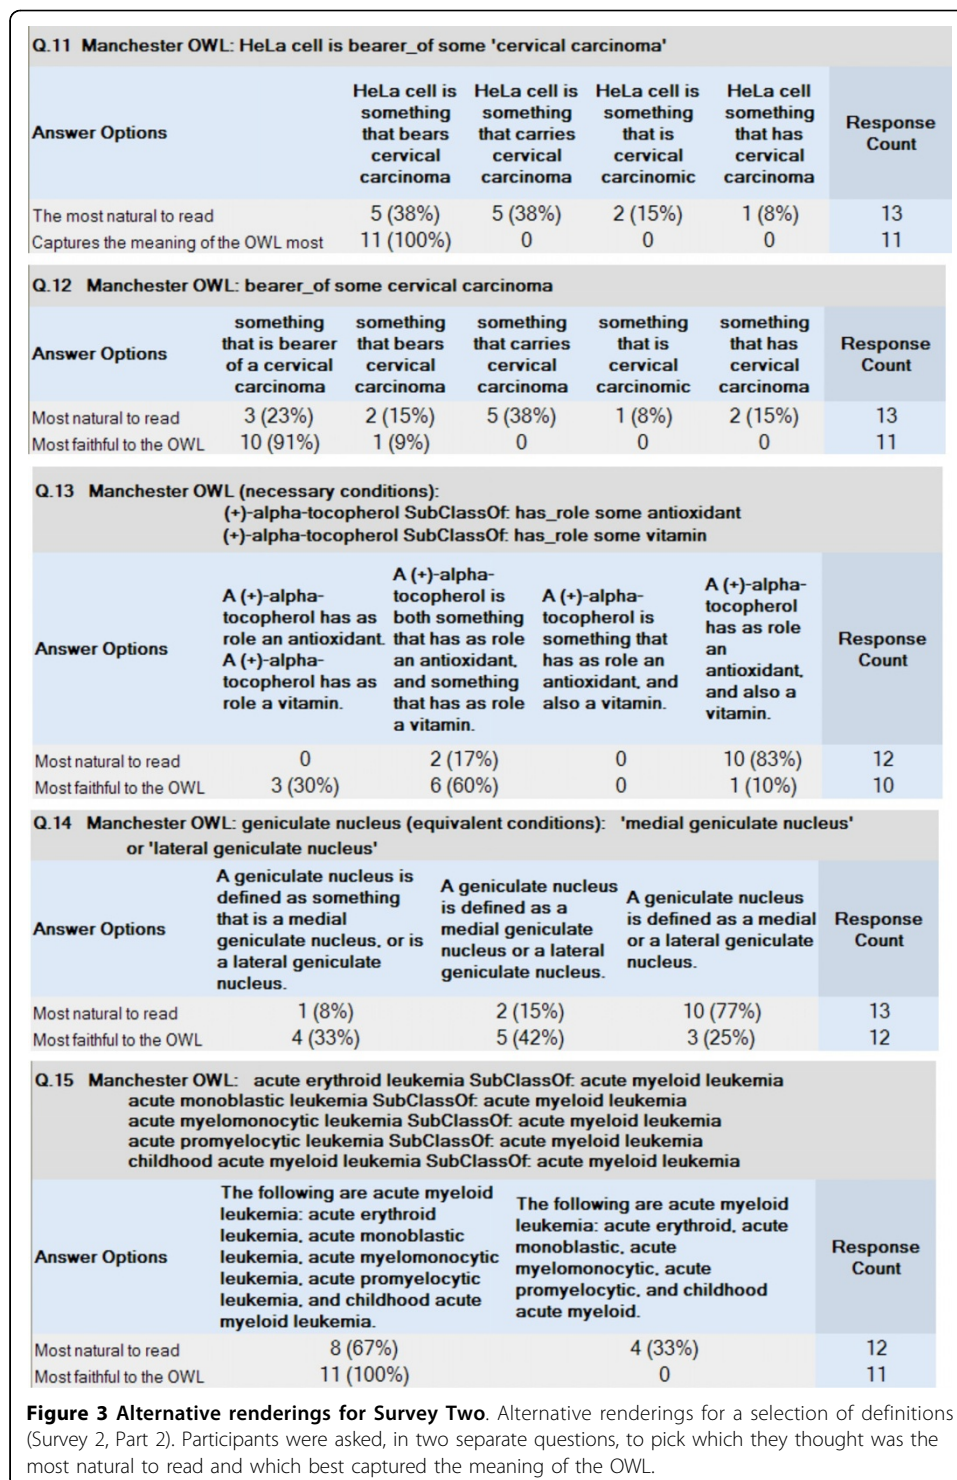 Q.11 Manchester OWL: HeLa cell is bearer_of some 'cervical carcinoma'
Answer Options
HeLa cell is something that bears cervical carcinoma
HeLa cell is something that carries cervical carcinoma
HeLa cell is something that is cervical carcinomic
HeLa cell something that has cervical carcinoma
Response Count
The most natural to read 5 (38%) 5 (38%) 2 (15%) 1 (8%) 13
Captures the meaning of the OWL most 11 (100%) 0 0 0 11
Q.12 Manchester OWL: bearer_of some cervical carcinoma
Answer Options
something that is bearer of a cervical carcinoma
something that bears cervical carcinoma
something that carries cervical carcinoma
something that is cervical carcinomic
something that has cervical carcinoma
Response Count
Most natural to read 3 (23%) 2 (15%) 5 (38%) 1 (8%) 2 (15%) 13
Most faithful to the OWL 10 (91%) 1 (9%) 0 0 0 11
Q.13 Manchester OWL (necessary conditions):
(+)-alpha-tocopherol SubClassOf: has_role some antioxidant
(+)-alpha-tocopherol SubClassOf: has_role some vitamin
Answer Options
A (+)-alpha-tocopherol has as role an antioxidant. A (+)-alpha-tocopherol has as role a vitamin.
A (+)-alpha-tocopherol is both something that has as role an antioxidant, and something that has as role a vitamin.
A (+)-alpha-tocopherol is something that has as role an antioxidant, and also a vitamin.
A (+)-alpha-tocopherol has as role an antioxidant, and also a vitamin.
Response Count
Most natural to read 0 2 (17%) 0 10 (83%) 12
Most faithful to the OWL 3 (30%) 6 (60%) 0 1 (10%) 10
Q.14 Manchester OWL: geniculate nucleus (equivalent conditions): 'medial geniculate nucleus'
or 'lateral geniculate nucleus'
Answer Options
A geniculate nucleus is defined as something that is a medial geniculate nucleus, or is a lateral geniculate nucleus.
A geniculate nucleus is defined as a medial geniculate nucleus or a lateral geniculate nucleus.
A geniculate nucleus is defined as a medial or a lateral geniculate nucleus.
Response Count
Most natural to read 1 (8%) 2 (15%) 10 (77%) 13
Most faithful to the OWL 4 (33%) 5 (42%) 3 (25%) 12
Q.15 Manchester OWL: acute erythroid leukemia SubClassOf: acute myeloid leukemia
acute monoblastic leukemia SubClassOf: acute myeloid leukemia
acute myelomonocytic leukemia SubClassOf: acute myeloid leukemia
acute promyelocytic leukemia SubClassOf: acute myeloid leukemia
childhood acute myeloid leukemia SubClassOf: acute myeloid leukemia
Answer Options
The following are acute myeloid leukemia: acute erythroid leukemia, acute monoblastic leukemia, acute myelomonocytic leukemia, acute promyelocytic leukemia, and childhood acute myeloid leukemia.
The following are acute myeloid leukemia: acute erythroid, acute monoblastic, acute myelomonocytic, acute promyelocytic, and childhood acute myeloid.
Response Count
Most natural to read 8 (67%) 4 (33%) 12
Most faithful to the OWL 11 (100%) 0 11
Figure 3 Alternative renderings for Survey Two. Alternative renderings for a selection of definitions
(Survey 2, Part 2). Participants were asked, in two separate questions, to pick which they thought was the
most natural to read and which best captured the meaning of the OWL.